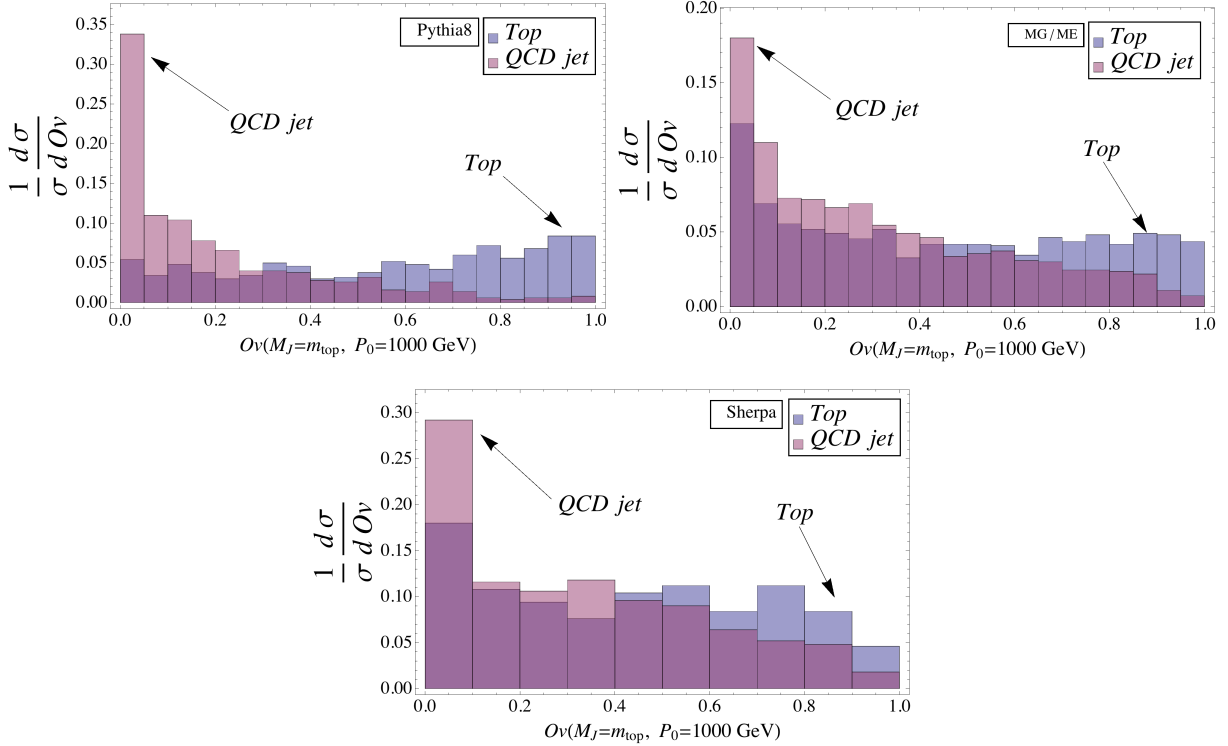 Pythia8
Top
QCD jet
0.35
0.30
0.25
0.20
0.15
0.10
0.05
0.00
1/σ dσ/dOv
QCD jet
Top
0.0 0.2 0.4 0.6 0.8 1.0
Ov(M_J=m_top, P_0=1000 GeV)
MG/ME
Top
QCD jet
0.20
0.15
0.10
0.05
0.00
1/σ dσ/dOv
QCD jet
Top
0.0 0.2 0.4 0.6 0.8 1.0
Ov(M_J=m_top, P_0=1000 GeV)
Sherpa
Top
QCD jet
0.30
0.25
0.20
0.15
0.10
0.05
0.00
1/σ dσ/dOv
QCD jet
Top
0.0 0.2 0.4 0.6 0.8 1.0
Ov(M_J=m_top, P_0=1000 GeV)